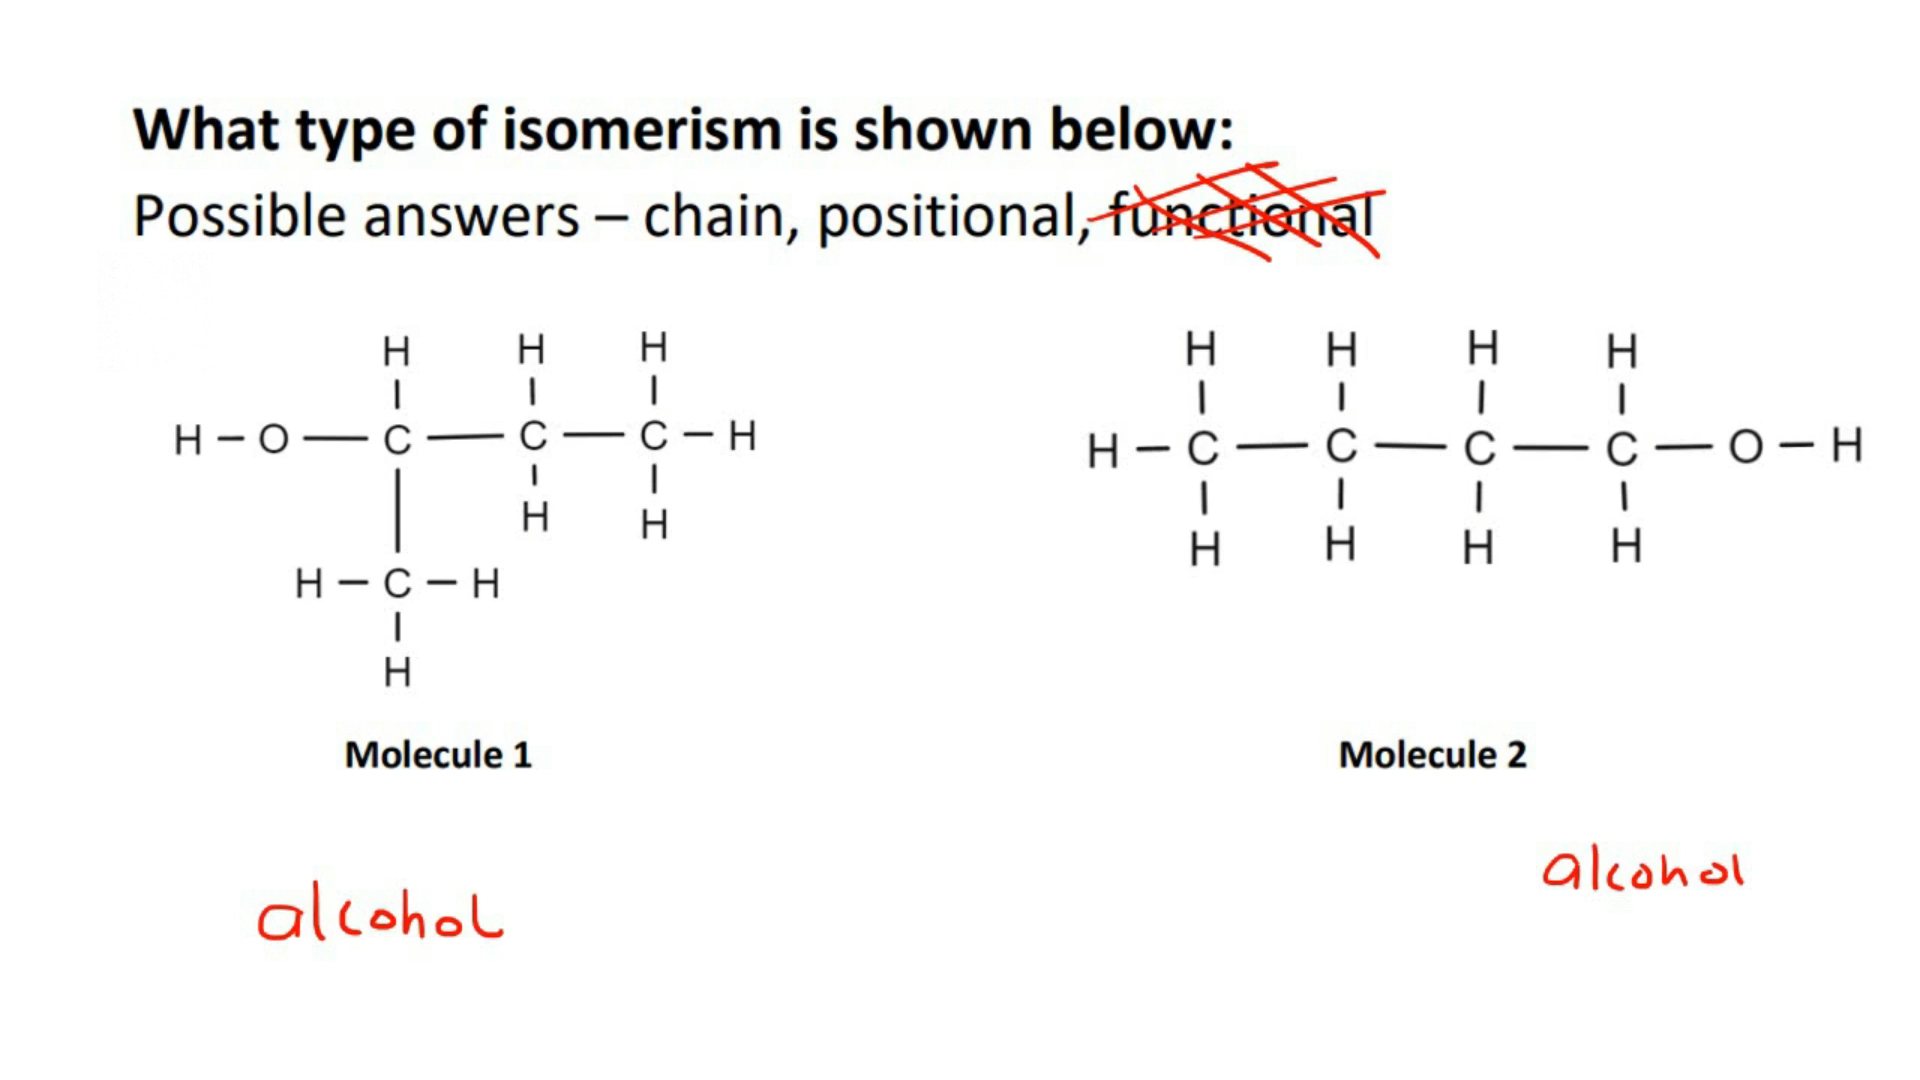 What type of isomerism is shown below:
Possible answers – chain, positional, functional
H H H
H – O — C — C — C – H
H H
H – C – H
H
H H H H
H – C — C — C — C — O – H
H H H H
Molecule 1
Molecule 2
alcohol
alcohol